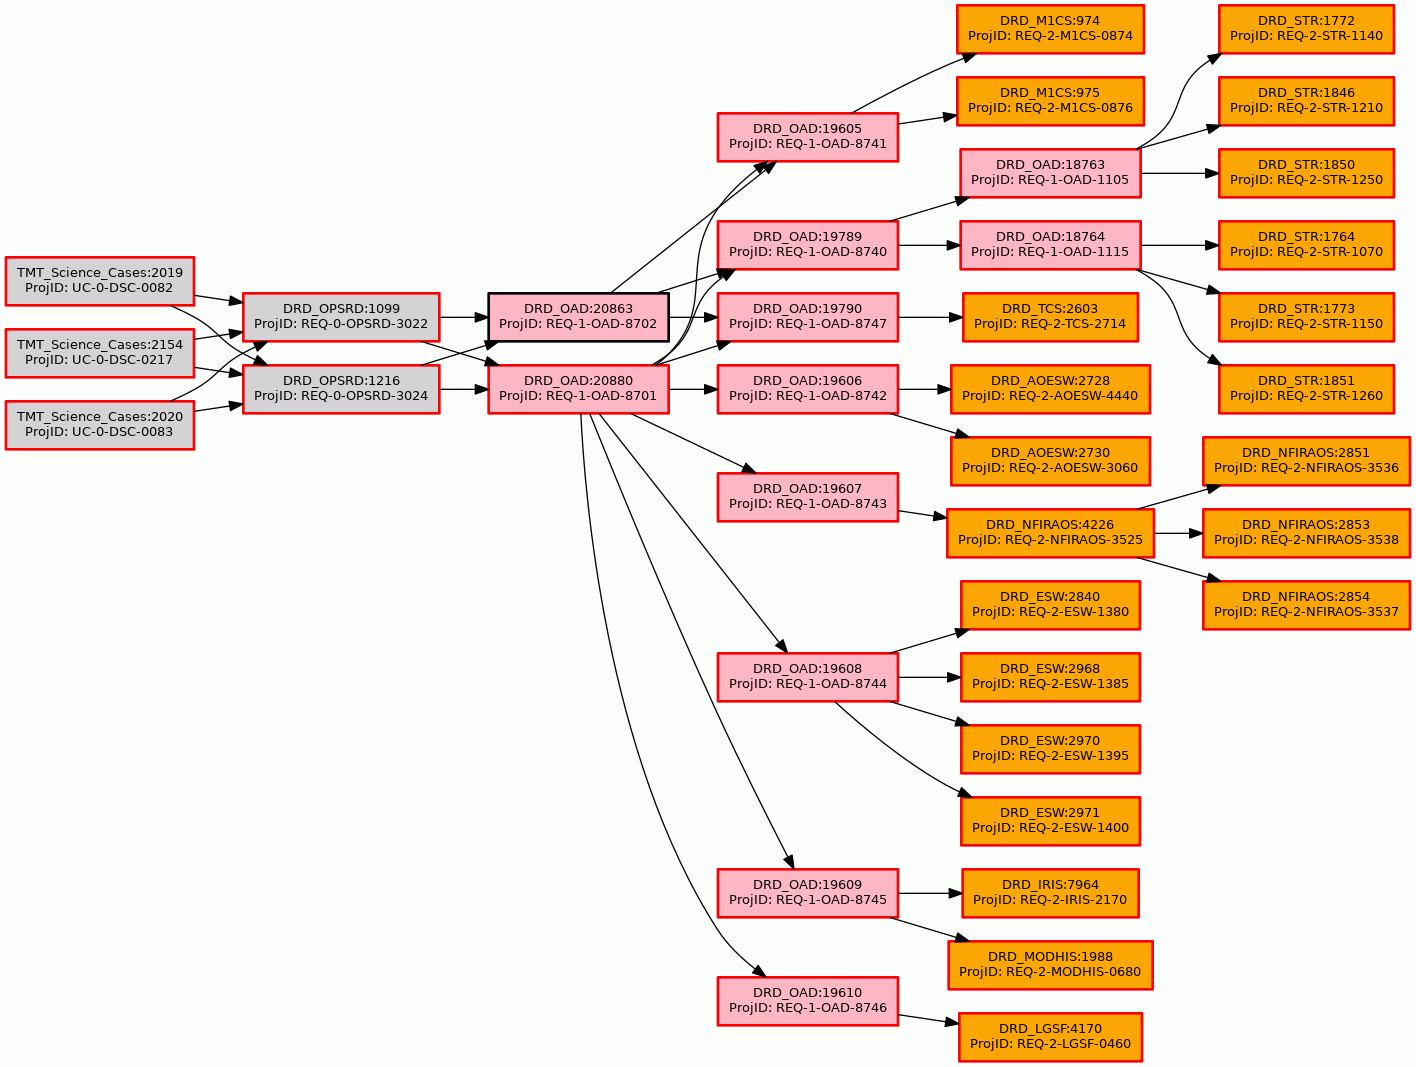 TMT_Science_Cases:2019
ProjID: UC-0-DSC-0082
TMT_Science_Cases:2154
ProjID: UC-0-DSC-0217
TMT_Science_Cases:2020
ProjID: UC-0-DSC-0083
DRD_OPSRD:1099
ProjID: REQ-0-OPSRD-3022
DRD_OPSRD:1216
ProjID: REQ-0-OPSRD-3024
DRD_OAD:20863
ProjID: REQ-1-OAD-8702
DRD_OAD:20880
ProjID: REQ-1-OAD-8701
DRD_OAD:19605
ProjID: REQ-1-OAD-8741
DRD_OAD:19789
ProjID: REQ-1-OAD-8740
DRD_OAD:19790
ProjID: REQ-1-OAD-8747
DRD_OAD:19606
ProjID: REQ-1-OAD-8742
DRD_OAD:19607
ProjID: REQ-1-OAD-8743
DRD_OAD:19608
ProjID: REQ-1-OAD-8744
DRD_OAD:19609
ProjID: REQ-1-OAD-8745
DRD_OAD:19610
ProjID: REQ-1-OAD-8746
DRD_M1CS:974
ProjID: REQ-2-M1CS-0874
DRD_M1CS:975
ProjID: REQ-2-M1CS-0876
DRD_OAD:18763
ProjID: REQ-1-OAD-1105
DRD_OAD:18764
ProjID: REQ-1-OAD-1115
DRD_TCS:2603
ProjID: REQ-2-TCS-2714
DRD_AOESW:2728
ProjID: REQ-2-AOESW-4440
DRD_AOESW:2730
ProjID: REQ-2-AOESW-3060
DRD_NFIRAOS:4226
ProjID: REQ-2-NFIRAOS-3525
DRD_ESW:2840
ProjID: REQ-2-ESW-1380
DRD_ESW:2968
ProjID: REQ-2-ESW-1385
DRD_ESW:2970
ProjID: REQ-2-ESW-1395
DRD_ESW:2971
ProjID: REQ-2-ESW-1400
DRD_IRIS:7964
ProjID: REQ-2-IRIS-2170
DRD_MODHIS:1988
ProjID: REQ-2-MODHIS-0680
DRD_LGSF:4170
ProjID: REQ-2-LGSF-0460
DRD_STR:1772
ProjID: REQ-2-STR-1140
DRD_STR:1846
ProjID: REQ-2-STR-1210
DRD_STR:1850
ProjID: REQ-2-STR-1250
DRD_STR:1764
ProjID: REQ-2-STR-1070
DRD_STR:1773
ProjID: REQ-2-STR-1150
DRD_STR:1851
ProjID: REQ-2-STR-1260
DRD_NFIRAOS:2851
ProjID: REQ-2-NFIRAOS-3536
DRD_NFIRAOS:2853
ProjID: REQ-2-NFIRAOS-3538
DRD_NFIRAOS:2854
ProjID: REQ-2-NFIRAOS-3537